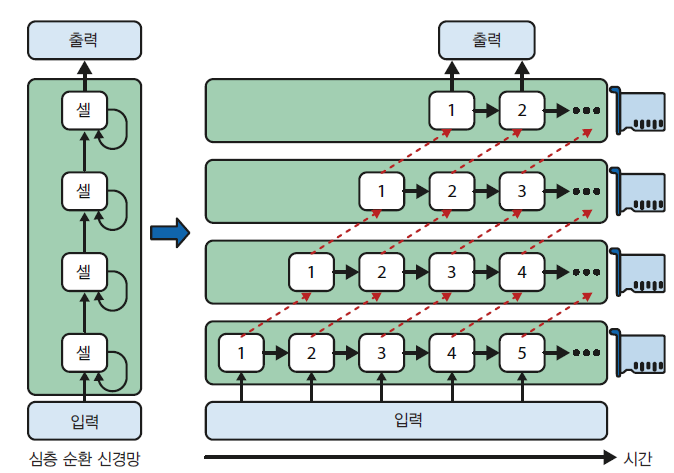 출력
출력
셀
1 2 •••
셀
1 2 3 •••
셀
1 2 3 4 •••
셀
1 2 3 4 5 •••
입력
입력
심층 순환 신경망
시간